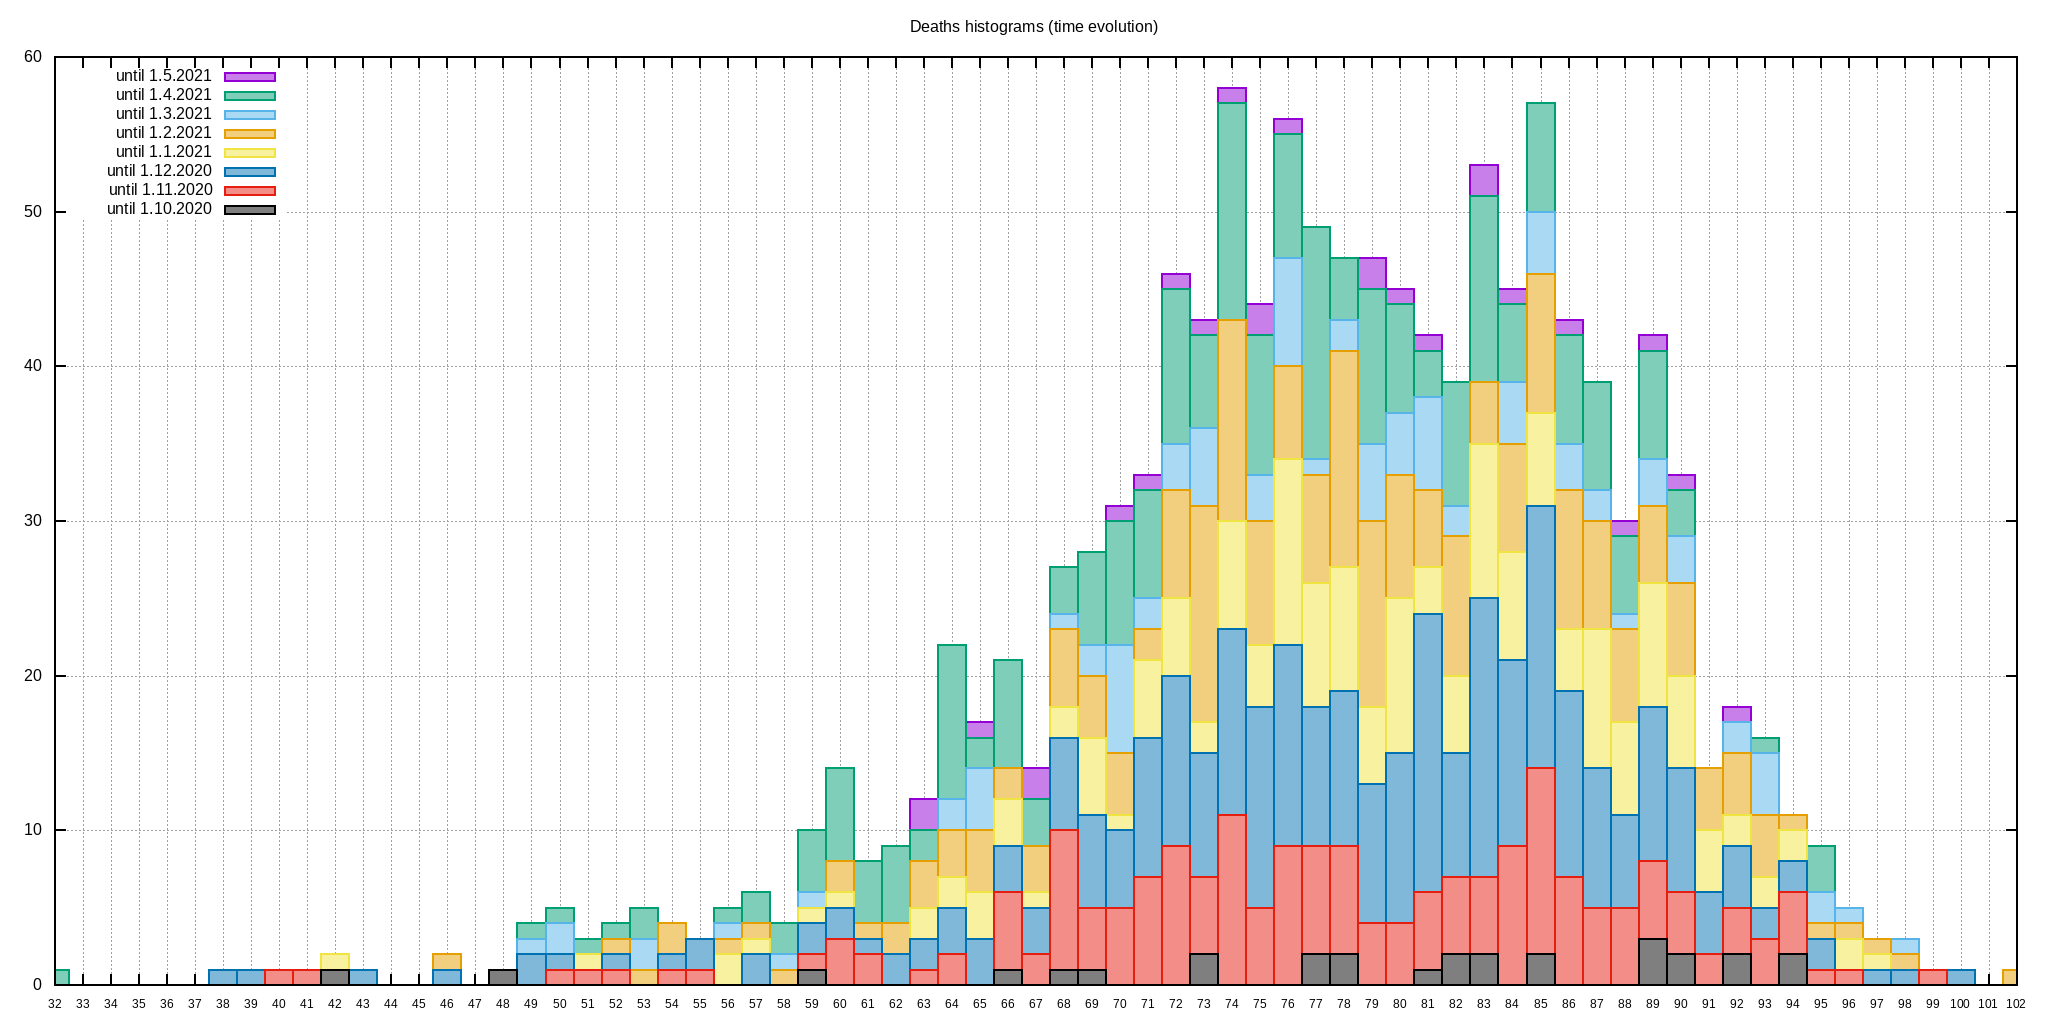 Deaths histograms (time evolution)
60
until 1.5.2021
until 1.4.2021
until 1.3.2021
until 1.2.2021
until 1.1.2021
until 1.12.2020
until 1.11.2020
until 1.10.2020
50
40
30
20
10
0
32 33 34 35 36 37 38 39 40 41 42 43 44 45 46 47 48 49 50 51 52 53 54 55 56 57 58 59 60 61 62 63 64 65 66 67 68 69 70 71 72 73 74 75 76 77 78 79 80 81 82 83 84 85 86 87 88 89 90 91 92 93 94 95 96 97 98 99 100 101 102